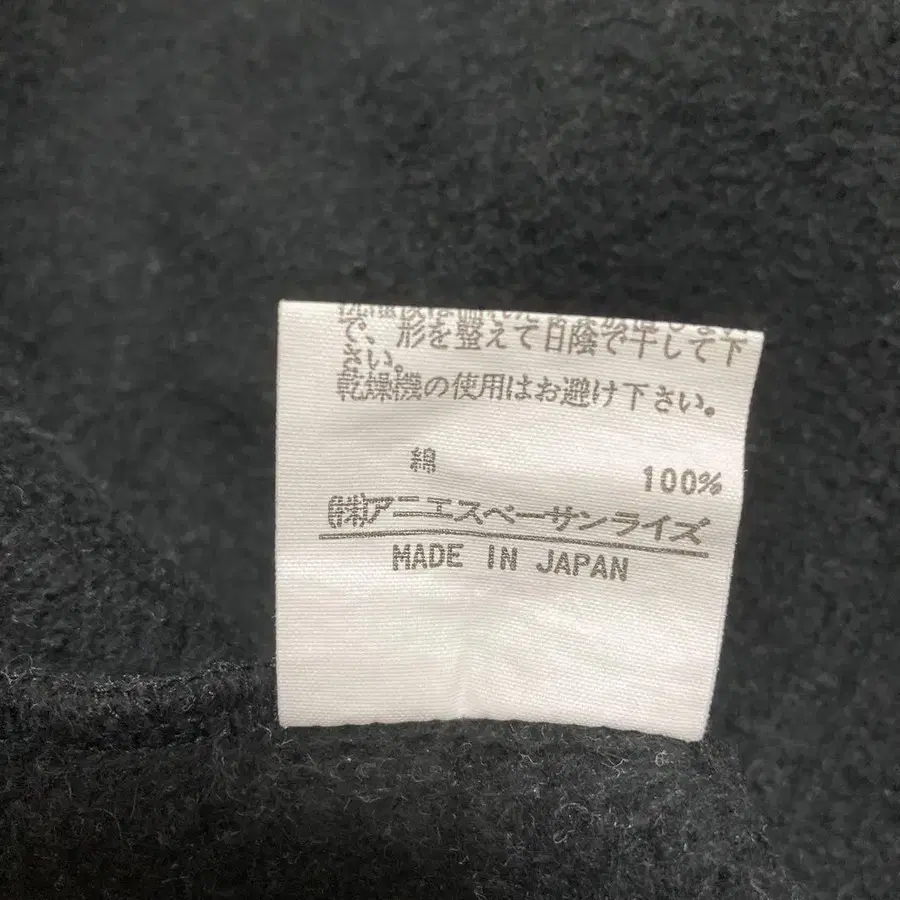 で、形を整えて日陰で干して下
さい。
乾燥機の使用はお避け下さい。
綿 100%
(株)アニエスベーサンライズ
MADE IN JAPAN